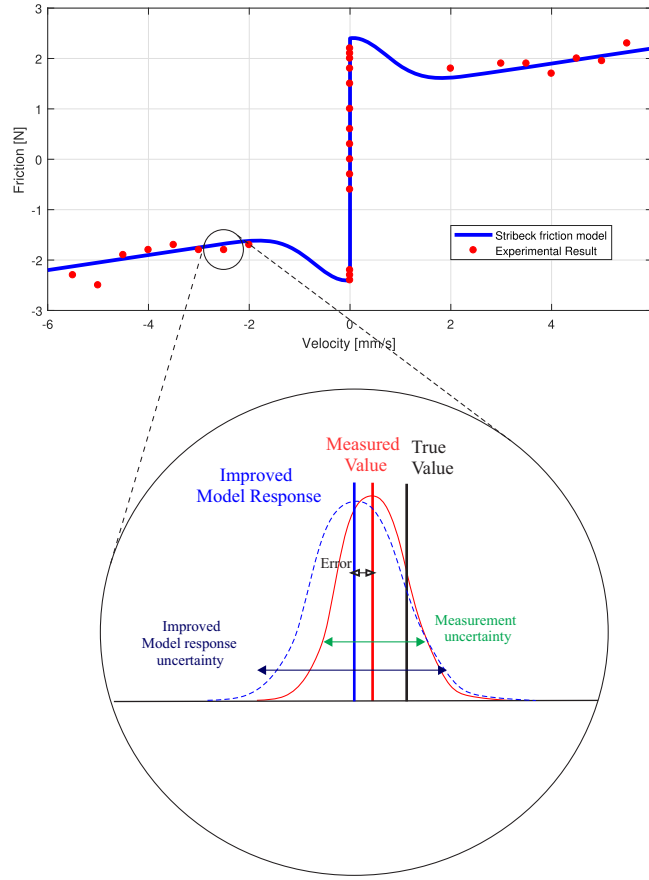 3
2
1
0
-1
-2
-3
Friction [N]
-6
-4
-2
0
2
4
Velocity [mm/s]
Stribeck friction model
Experimental Result
Measured
Value
True
Value
Improved
Model Response
Error
Improved
Model response
uncertainty
Measurement
uncertainty